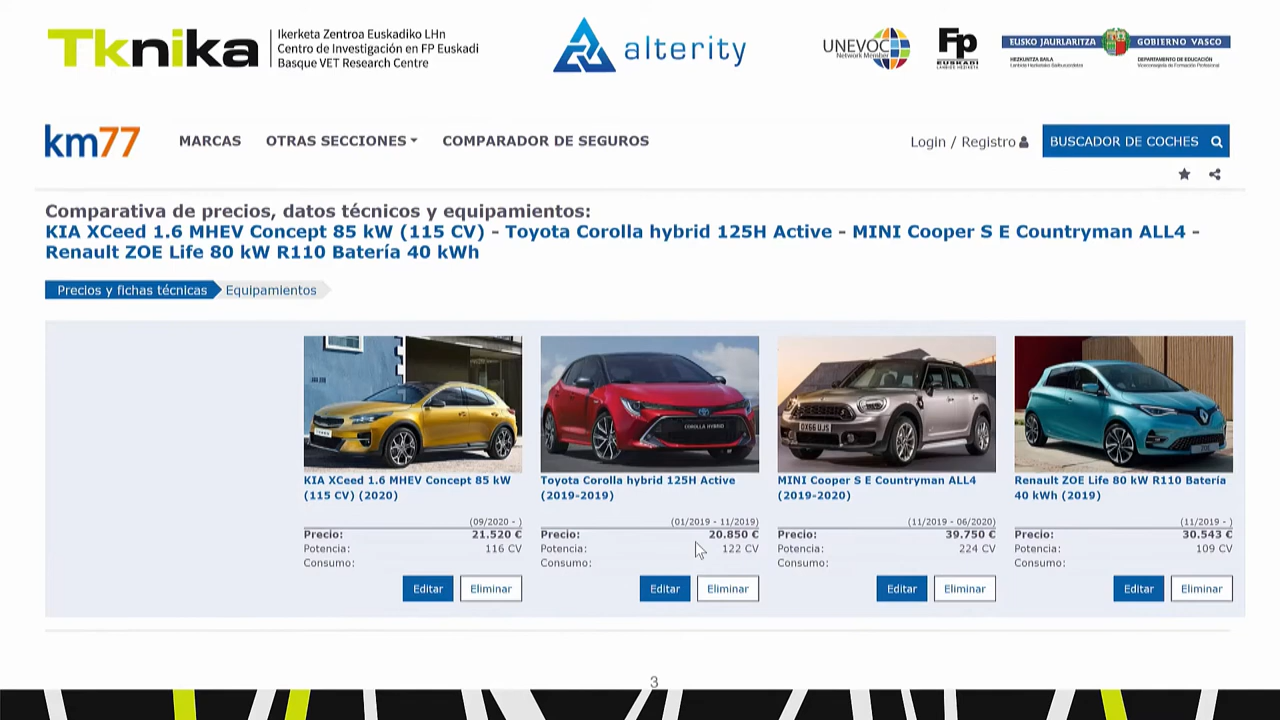 Tknika
Ikerketa Zentroa Euskadiko LHn
Centro de Investigación en FP Euskadi
Basque VET Research Centre
alterity
UNEVOC
Network Member
Fp
EUSKADI
EUSKO JAURLARITZA
GOBIERNO VASCO
HEZKUNTZA SAILA
DEPARTAMENTO DE EDUCACIÓN
Viceconsejería de Formación Profesional
km77
MARCAS
OTRAS SECCIONES
COMPARADOR DE SEGUROS
Login / Registro
BUSCADOR DE COCHES
Comparativa de precios, datos técnicos y equipamientos:
KIA XCeed 1.6 MHEV Concept 85 kW (115 CV) - Toyota Corolla hybrid 125H Active - MINI Cooper S E Countryman ALL4 -
Renault ZOE Life 80 kW R110 Batería 40 kWh
Precios y fichas técnicas
Equipamientos
COROLLA HYBRID
OX66 UJS
KIA XCeed 1.6 MHEV Concept 85 kW
(115 CV) (2020)
(09/2020 - )
Precio: 21.520 €
Potencia: 116 CV
Consumo:
Editar
Eliminar
Toyota Corolla hybrid 125H Active
(2019-2019)
(01/2019 - 11/2019)
Precio: 20.850 €
Potencia: 122 CV
Consumo:
Editar
Eliminar
MINI Cooper S E Countryman ALL4
(2019-2020)
(11/2019 - 06/2020)
Precio: 39.750 €
Potencia: 224 CV
Consumo:
Editar
Eliminar
Renault ZOE Life 80 kW R110 Batería
40 kWh (2019)
(11/2019 - )
Precio: 30.543 €
Potencia: 109 CV
Consumo:
Editar
Eliminar
3